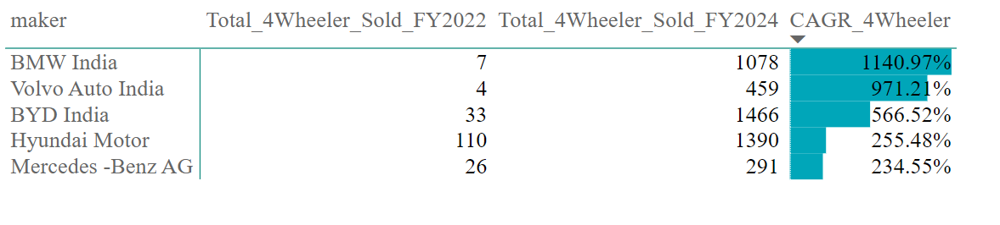 maker Total_4Wheeler_Sold_FY2022 Total_4Wheeler_Sold_FY2024 CAGR_4Wheeler
BMW India 7 1078 1140.97%
Volvo Auto India 4 459 971.21%
BYD India 33 1466 566.52%
Hyundai Motor 110 1390 255.48%
Mercedes -Benz AG 26 291 234.55%